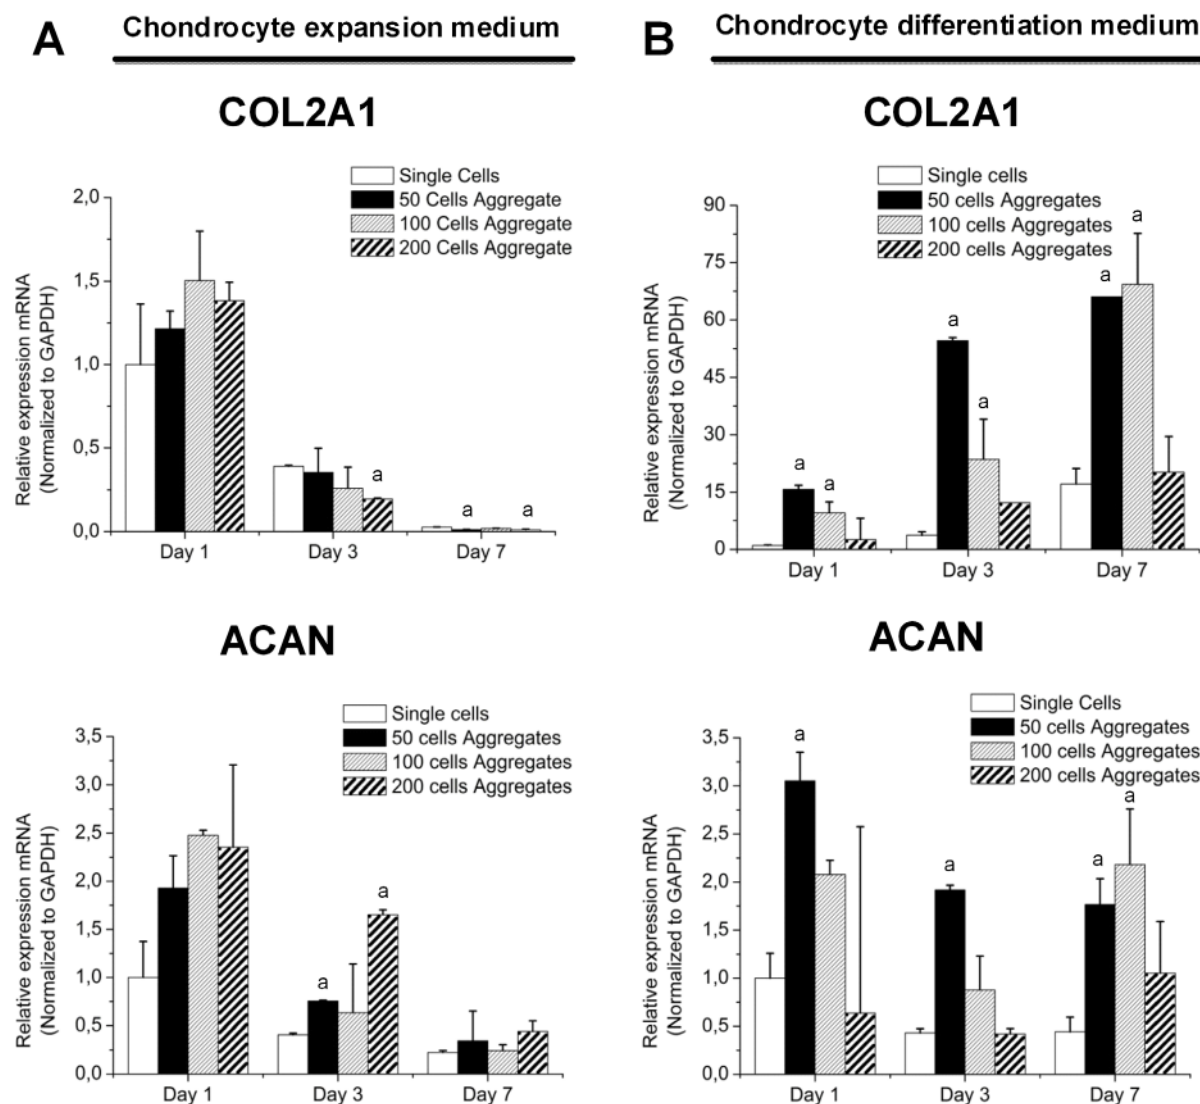 A
Chondrocyte expansion medium
COL2A1
Single Cells
50 Cells Aggregate
100 Cells Aggregate
200 Cells Aggregate
Relative expression mRNA
(Normalized to GAPDH)
2,0
1,5
1,0
0,5
0,0
a
a
a
Day 1
Day 3
Day 7
ACAN
Single cells
50 cells Aggregates
100 cells Aggregates
200 cells Aggregates
Relative expression mRNA
(Normalized to GAPDH)
3,5
3,0
2,5
2,0
1,5
1,0
0,5
0,0
a
a
Day 1
Day 3
Day 7
B
Chondrocyte differentiation medium
COL2A1
Single cells
50 cells Aggregates
100 cells Aggregates
200 cells Aggregates
Relative expression mRNA
(Normalized to GAPDH)
90
75
60
45
30
15
0
a
a
a
a
a
a
Day 1
Day 3
Day 7
ACAN
Single Cells
50 cells Aggregates
100 cells Aggregates
200 cells Aggregates
Relative expression mRNA
(Normalized to GAPDH)
3,5
3,0
2,5
2,0
1,5
1,0
0,5
0,0
a
a
a
a
Day 1
Day 3
Day 7